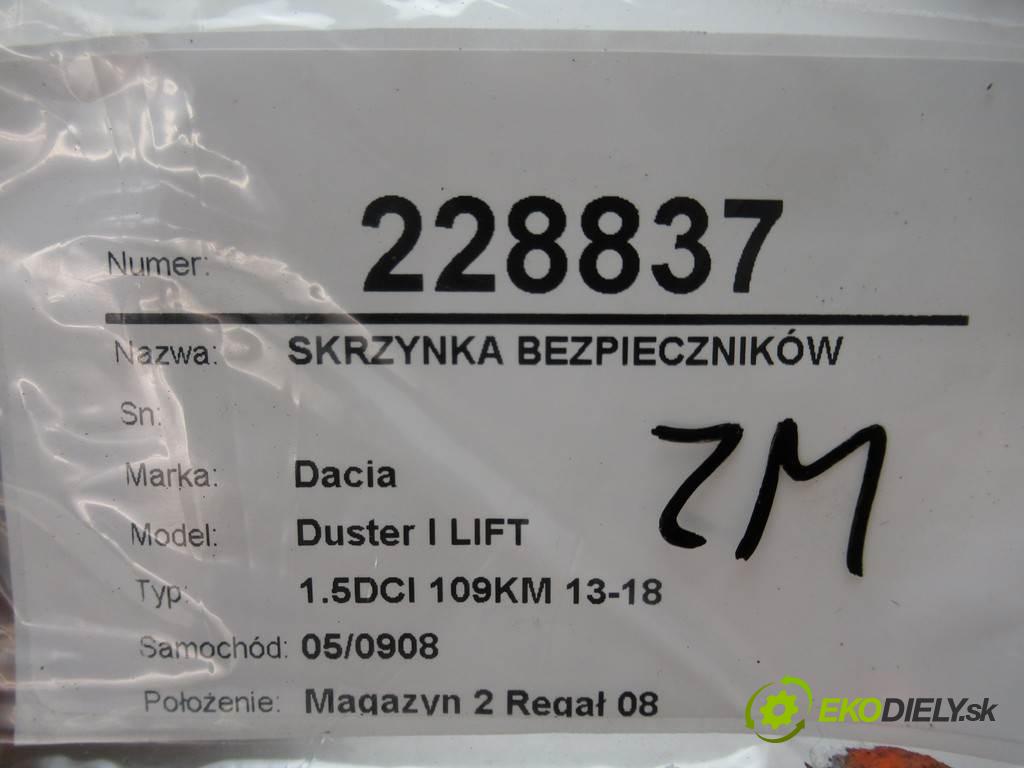 Numer: 228837
Nazwa: SKRZYNKA BEZPIECZNIKÓW
Sn:
Marka: Dacia
Model: Duster I LIFT
Typ: 1.5DCI 109KM 13-18
Samochód: 05/0908
Położenie: Magazyn 2 Regał 08
ZM
EKODIELY.sk